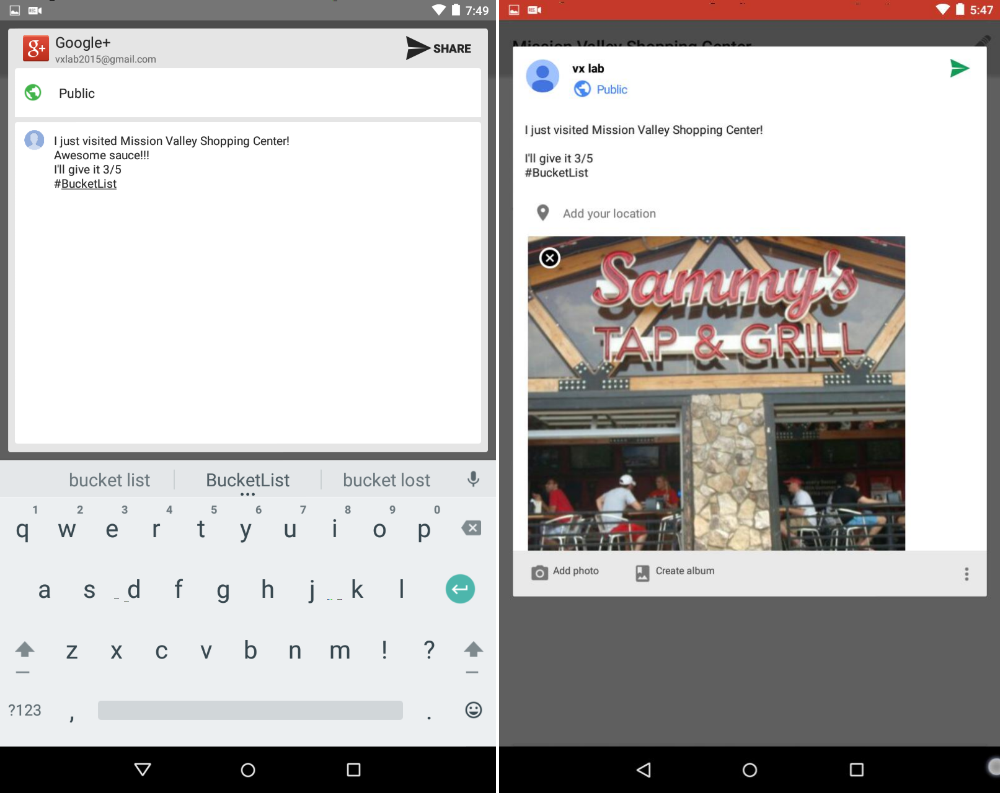 7:49
g+
Google+
vxlab2015@gmail.com
SHARE
Public
I just visited Mission Valley Shopping Center!
Awesome sauce!!!
I'll give it 3/5
#BucketList
bucket list
BucketList
bucket lost
1 2 3 4 5 6 7 8 9 0
q w e r t y u i o p
a s d f g h j k l
z x c v b n m ! ?
?123 , .
REC
5:47
Mission Valley Shopping Center
vx lab
Public
I just visited Mission Valley Shopping Center!
I'll give it 3/5
#BucketList
Add your location
Sammy's
TAP & GRILL
Add photo
Create album